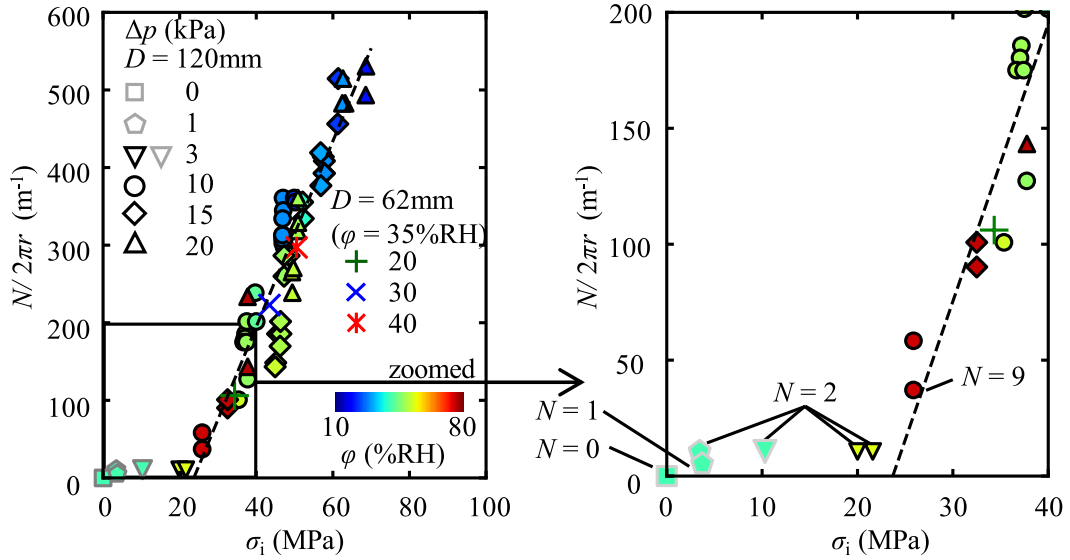 600
500
400
300
200
100
0
N/2πr (m⁻¹)
Δp (kPa)
D = 120mm
0
1
3
10
15
20
D = 62mm
(φ = 35%RH)
20
30
40
zoomed
10 80
φ (%RH)
0 20 40 60 80 100
σi (MPa)
200
150
100
50
0
N/2πr (m⁻¹)
N = 2
N = 9
N = 1
N = 0
0 10 20 30 40
σi (MPa)